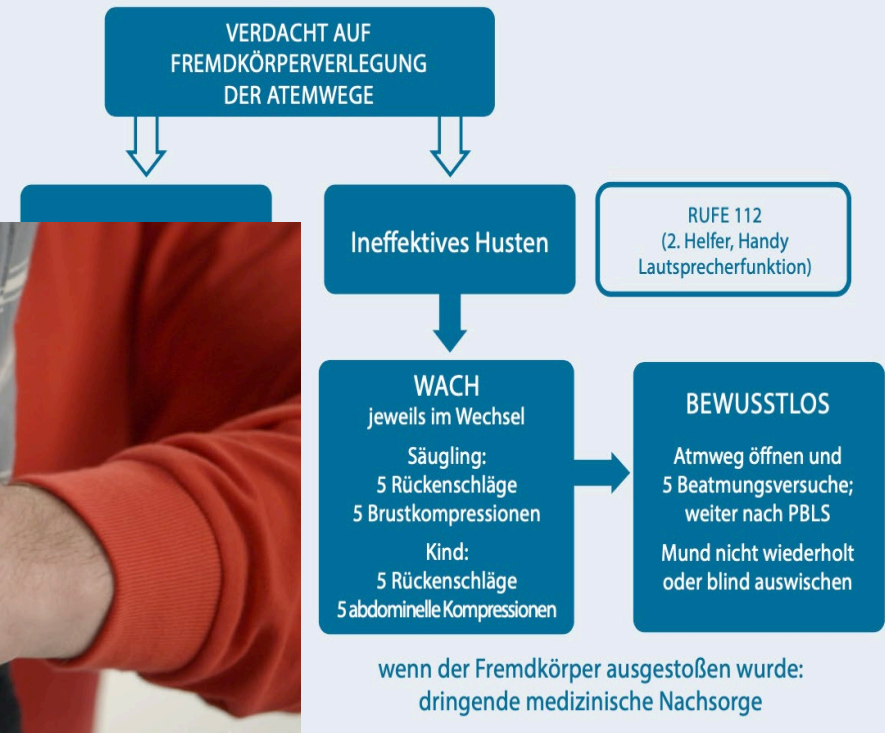 VERDACHT AUF
FREMDKÖRPERVERLEGUNG
DER ATEMWEGE
Ineffektives Husten
RUFE 112
(2. Helfer, Handy
Lautsprecherfunktion)
WACH
jeweils im Wechsel
Säugling:
5 Rückenschläge
5 Brustkompressionen
Kind:
5 Rückenschläge
5 abdominelle Kompressionen
BEWUSSTLOS
Atmweg öffnen und
5 Beatmungsversuche;
weiter nach PBLS
Mund nicht wiederholt
oder blind auswischen
wenn der Fremdkörper ausgestoßen wurde:
dringende medizinische Nachsorge